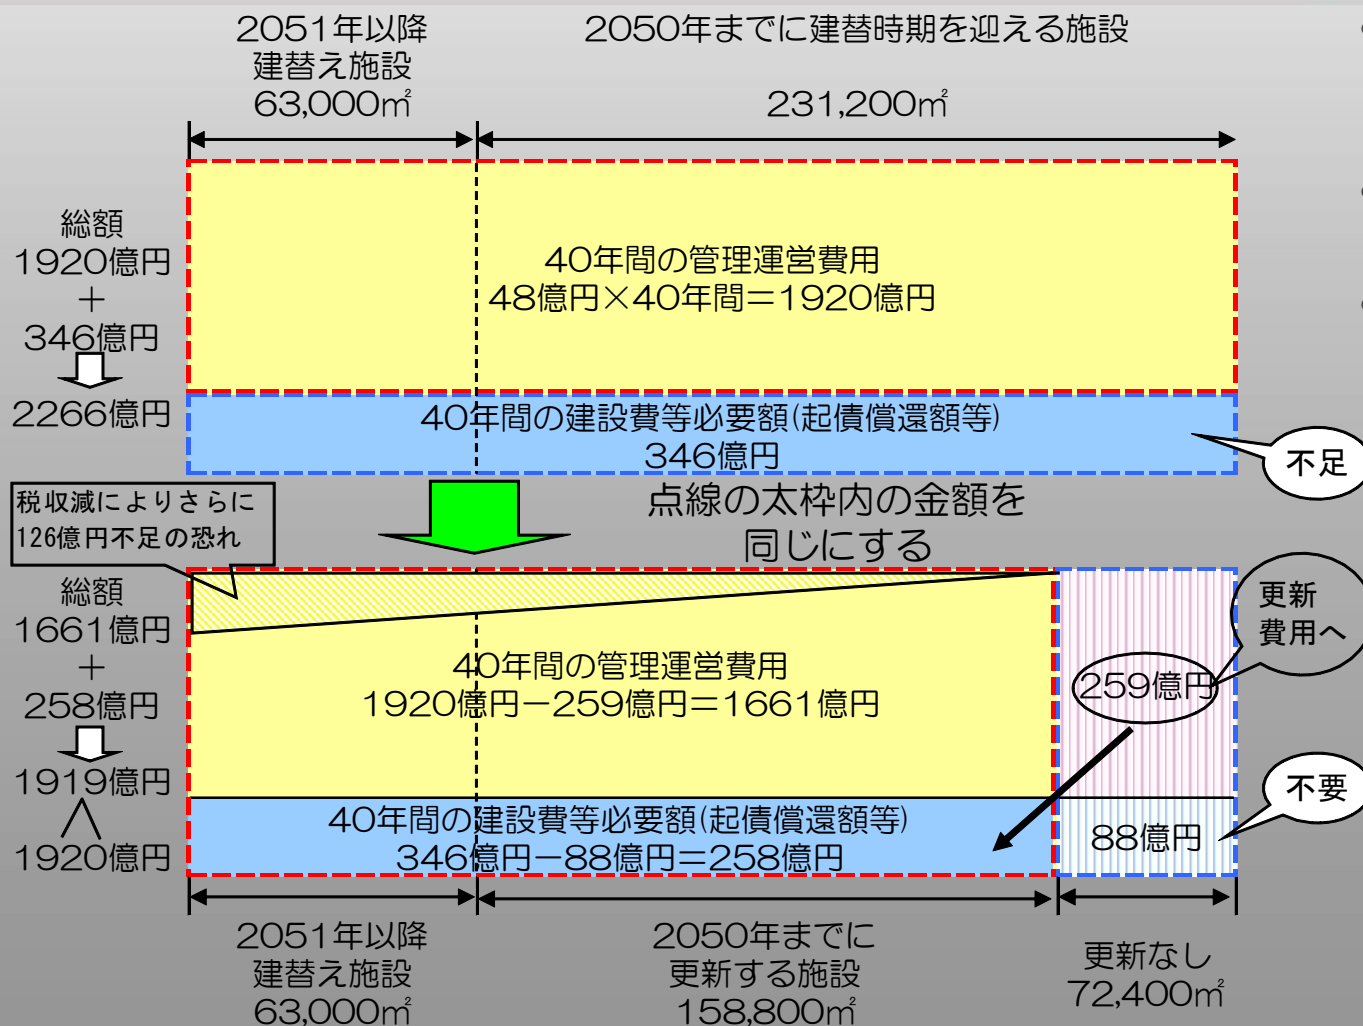 2051年以降
建替え施設
63,000㎡
2050年までに建替時期を迎える施設
231,200㎡
総額
1920億円
＋
346億円
2266億円
40年間の管理運営費用
48億円×40年間＝1920億円
40年間の建設費等必要額(起債償還額等)
346億円
不足
点線の太枠内の金額を
同じにする
税収減によりさらに
126億円不足の恐れ
総額
1661億円
＋
258億円
1919億円
＜
1920億円
40年間の管理運営費用
1920億円－259億円＝1661億円
259億円
更新
費用へ
40年間の建設費等必要額(起債償還額等)
346億円－88億円＝258億円
88億円
不要
2051年以降
建替え施設
63,000㎡
2050年までに
更新する施設
158,800㎡
更新なし
72,400㎡